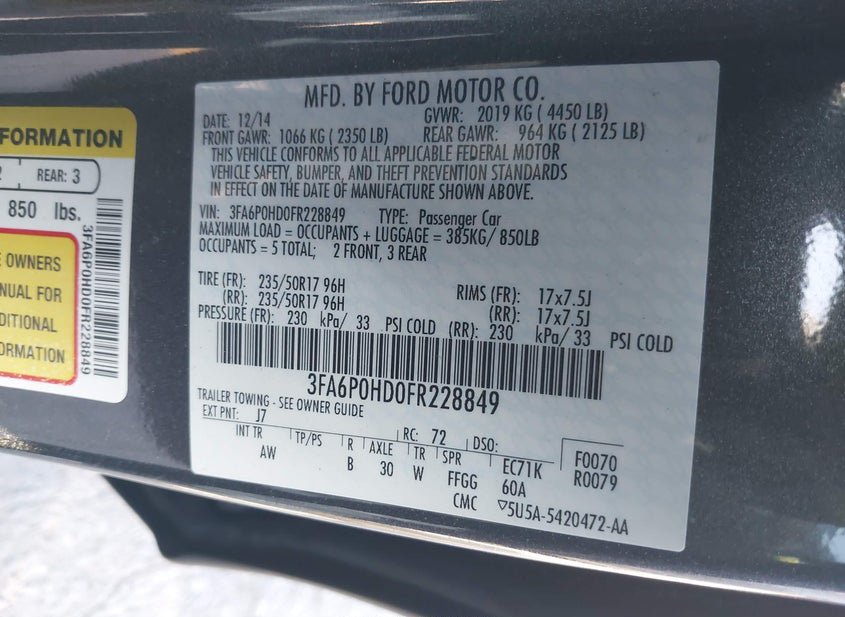 FORMATION
2
REAR: 3
850 lbs.
OWNERS
NUAL FOR
DITIONAL
ORMATION
3FA6P0HD0FR228849
MFD. BY FORD MOTOR CO.
DATE: 12/14 GVWR: 2019 KG ( 4450 LB)
FRONT GAWR: 1066 KG ( 2350 LB) REAR GAWR: 964 KG ( 2125 LB)
THIS VEHICLE CONFORMS TO ALL APPLICABLE FEDERAL MOTOR
VEHICLE SAFETY, BUMPER, AND THEFT PREVENTION STANDARDS
IN EFFECT ON THE DATE OF MANUFACTURE SHOWN ABOVE.
VIN: 3FA6P0HD0FR228849 TYPE: Passenger Car
MAXIMUM LOAD = OCCUPANTS + LUGGAGE = 385KG/ 850LB
OCCUPANTS = 5 TOTAL; 2 FRONT, 3 REAR
TIRE (FR): 235/50R17 96H RIMS (FR): 17x7.5J
(RR): 235/50R17 96H (RR): 17x7.5J
PRESSURE (FR): 230 kPa/ 33 PSI COLD (RR): 230 kPa/ 33 PSI COLD
3FA6P0HD0FR228849
TRAILER TOWING - SEE OWNER GUIDE
EXT PNT: J7 RC: 72 DSO:
INT TR TP/PS R AXLE TR SPR EC71K F0070
AW B 30 W FFGG 60A R0079
CMC ▽5U5A-5420472-AA